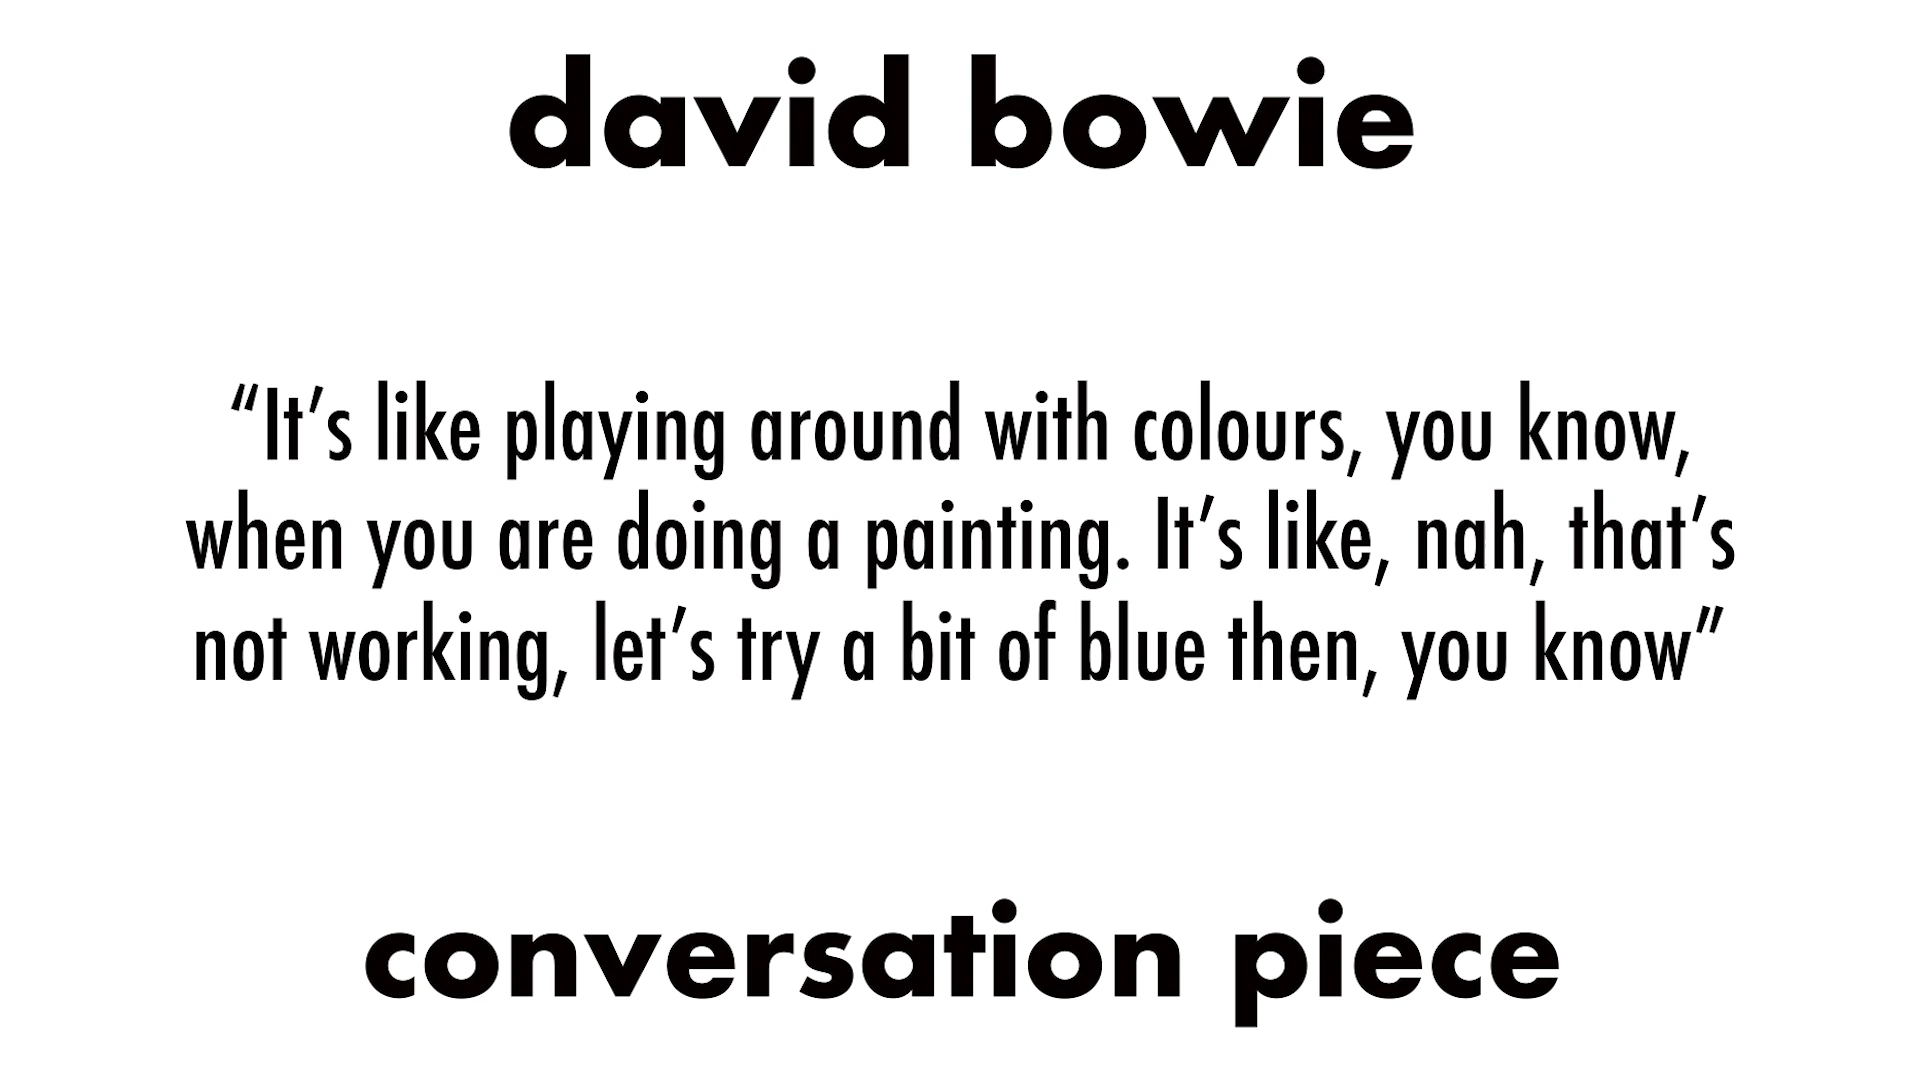 david bowie
“It’s like playing around with colours, you know,
when you are doing a painting. It’s like, nah, that’s
not working, let’s try a bit of blue then, you know”
conversation piece